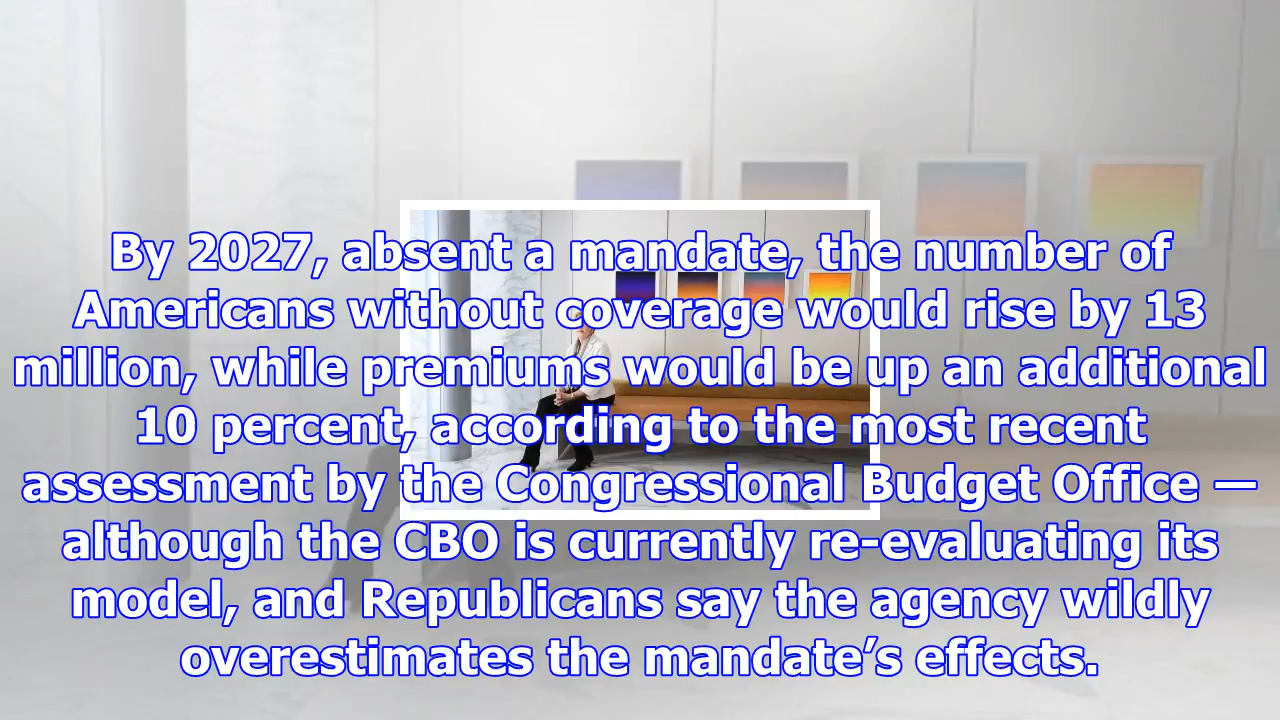 By 2027, absent a mandate, the number of
Americans without coverage would rise by 13
million, while premiums would be up an additional
10 percent, according to the most recent
assessment by the Congressional Budget Office —
although the CBO is currently re-evaluating its
model, and Republicans say the agency wildly
overestimates the mandate’s effects.